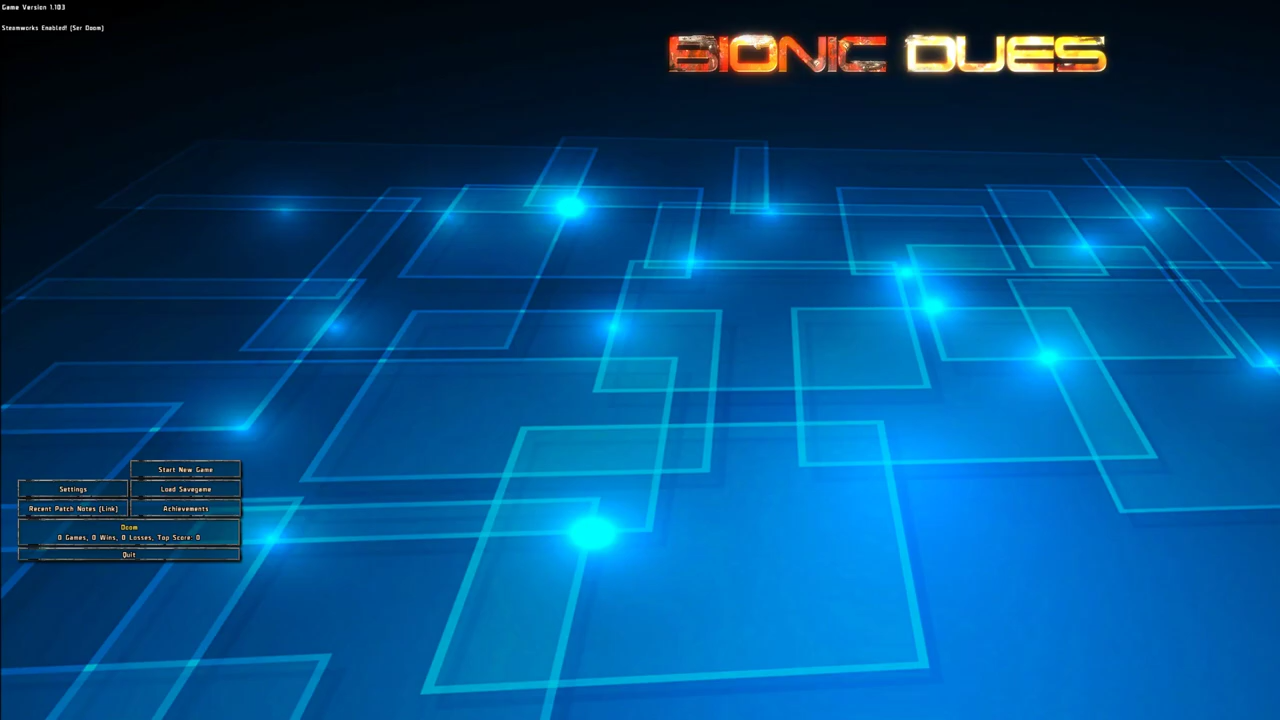 Game Version 1.103
Steamworks Enabled! (Ser Doom)
BIONIC DUES
Start New Game
Settings
Load Savegame
Recent Patch Notes (Link)
Achievements
Doom
0 Games, 0 Wins, 0 Losses, Top Score: 0
Quit